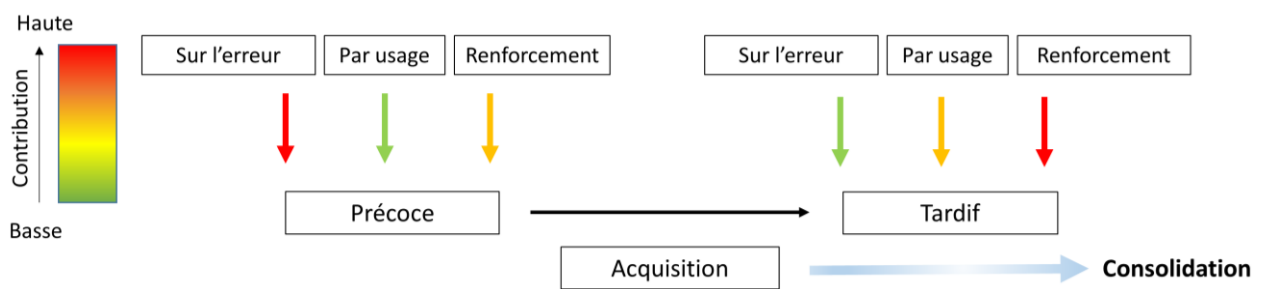 Haute
Contribution
Basse
Sur l’erreur
Par usage
Renforcement
Sur l’erreur
Par usage
Renforcement
Précoce
Tardif
Acquisition
Consolidation